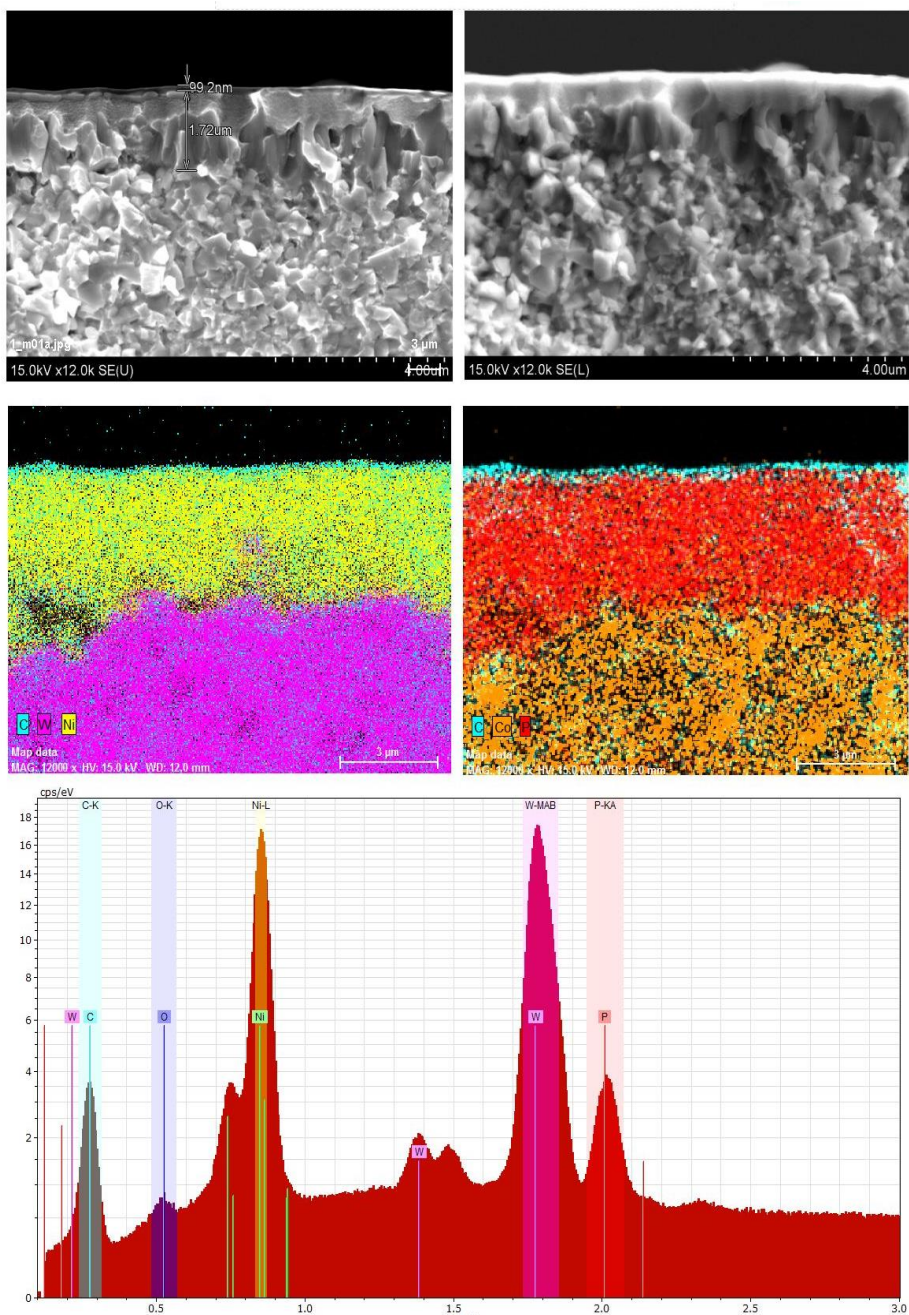 99.2nm
1.72um
1_m01a.jpg
3 µm
15.0kV x12.0k SE(U)
4.00um
15.0kV x12.0k SE(L)
4.00um
C W Ni
Map data
MAG: 12000 x HV: 15.0 kV WD: 12.0 mm
3 µm
C Co P
Map data
MAG: 12000 x HV: 15.0 kV WD: 12.0 mm
3 µm
cps/eV
C-K O-K Ni-L W-MAB P-KA
18
16
14
12
10
8
6
W C O Ni W P
4
2
W
0
0.5 1.0 1.5 2.0 2.5 3.0